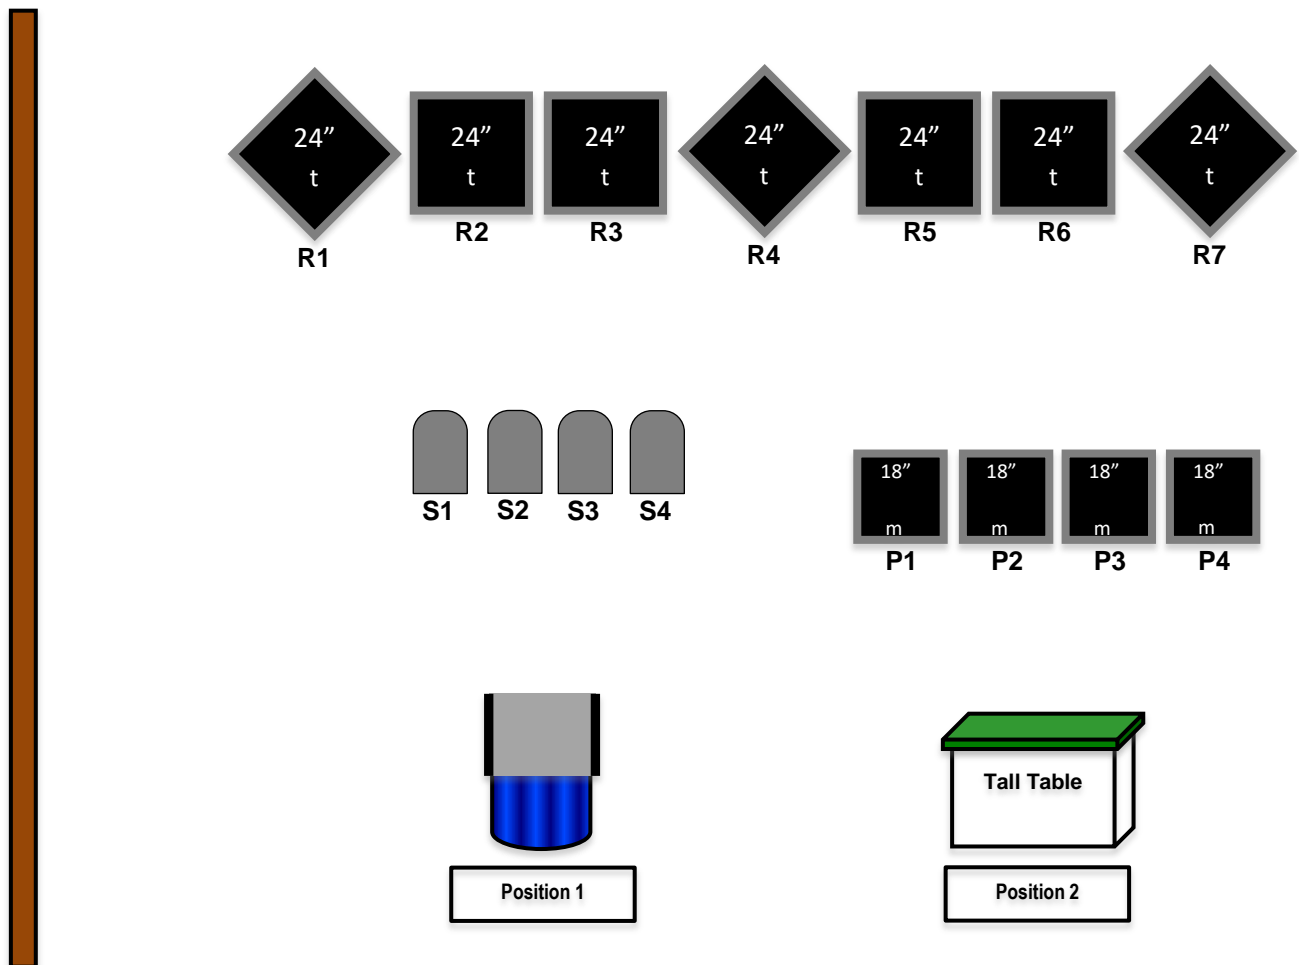 24” 24” 24” 24” 24” 24” 24”
t t t t t t t
R1 R2 R3 R4 R5 R6 R7
S1 S2 S3 S4
18” 18” 18” 18”
m m m m
P1 P2 P3 P4
Tall Table
Position 1 Position 2